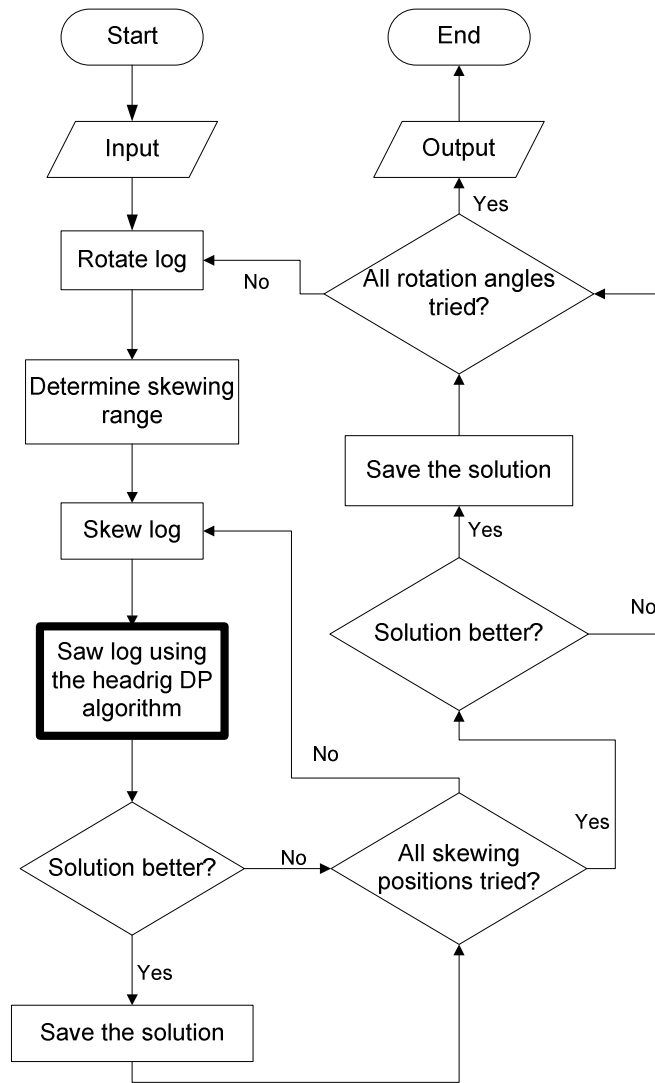 Start
Input
Rotate log
Determine skewing
range
Skew log
Saw log using
the headrig DP
algorithm
Solution better?
No
Yes
Save the solution
All skewing
positions tried?
No
Yes
Solution better?
No
Yes
Save the solution
All rotation angles
tried?
No
Yes
Output
End